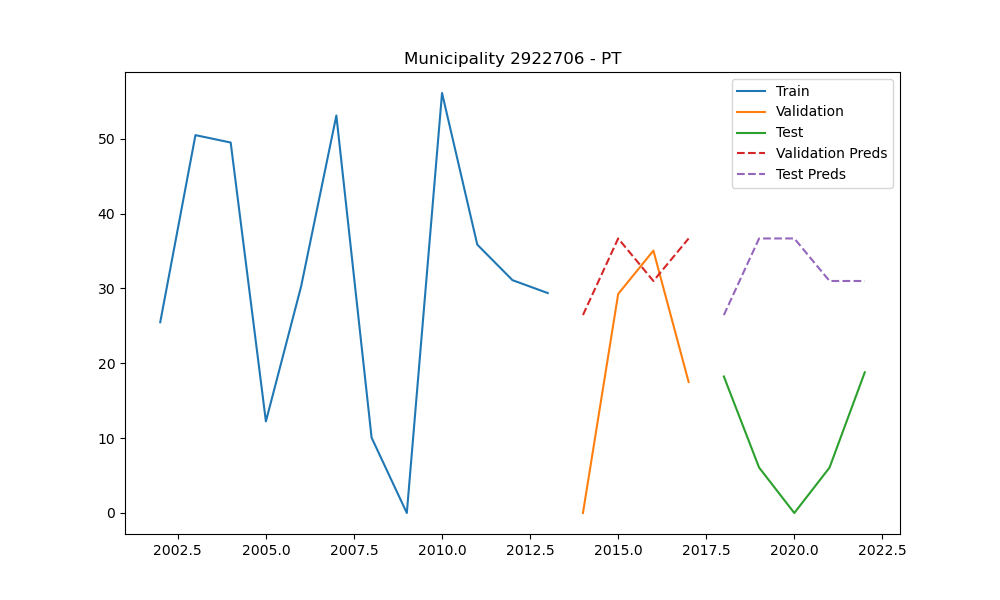 Municipality 2922706 - PT
Train
Validation
Test
Validation Preds
Test Preds
50
40
30
20
10
0
2002.5 2005.0 2007.5 2010.0 2012.5 2015.0 2017.5 2020.0 2022.5